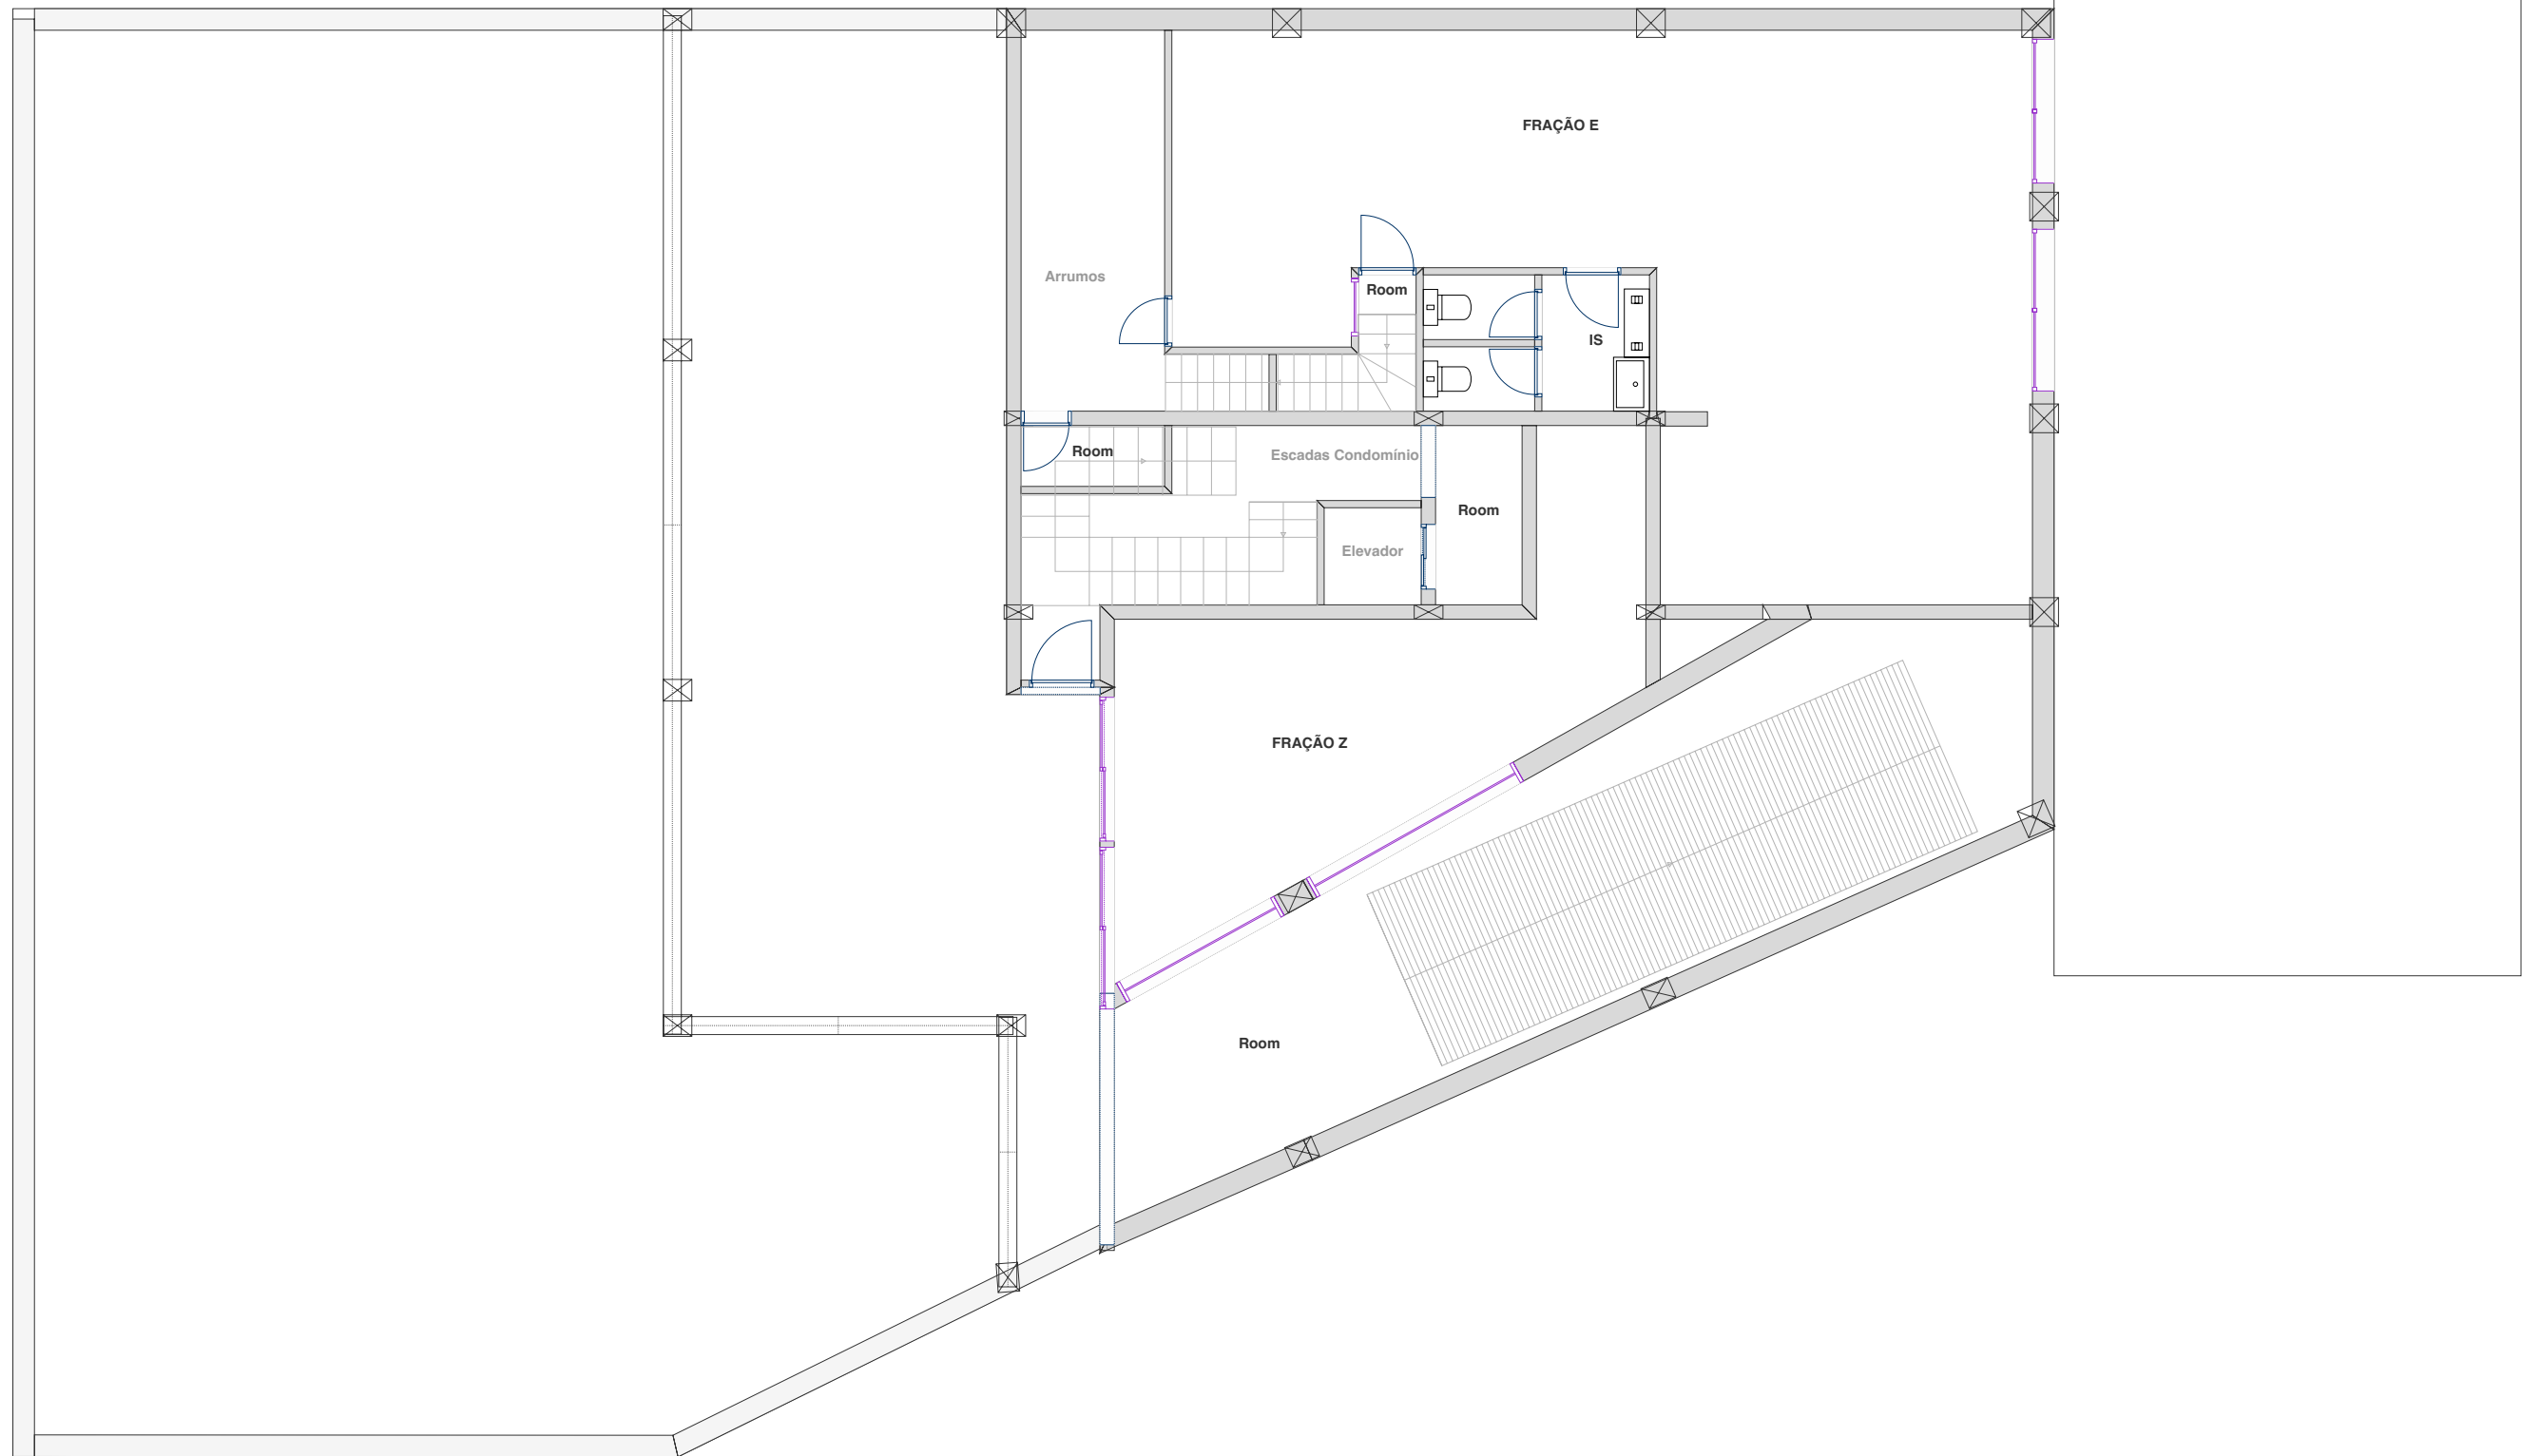 FRAÇÃO E
Arrumos
Room
IS
Room
Escadas Condomínio
Room
Elevador
FRAÇÃO Z
Room